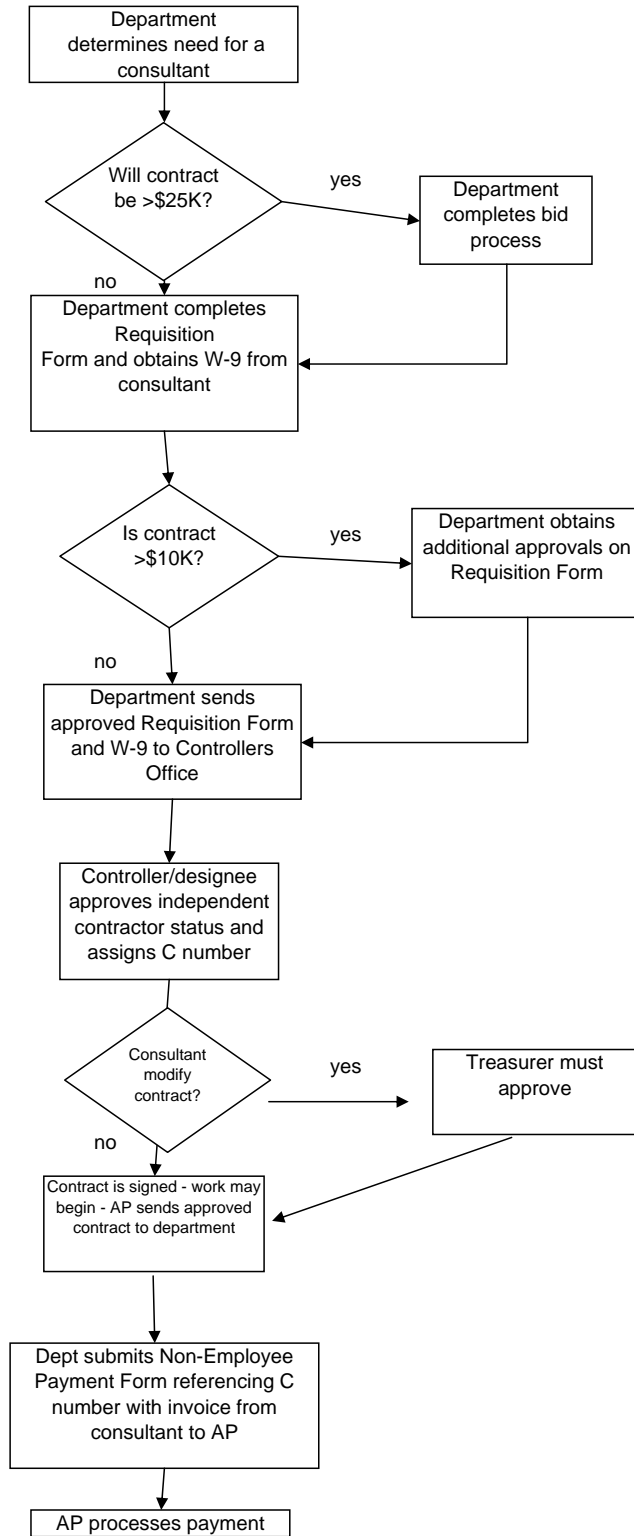 Department
determines need for a
consultant
Will contract
be >$25K?
yes
Department
completes bid
process
no
Department completes
Requisition
Form and obtains W-9 from
consultant
Is contract
>$10K?
yes
Department obtains
additional approvals on
Requisition Form
no
Department sends
approved Requisition Form
and W-9 to Controllers
Office
Controller/designee
approves independent
contractor status and
assigns C number
Consultant
modify
contract?
yes
Treasurer must
approve
no
Contract is signed - work may
begin - AP sends approved
contract to department
Dept submits Non-Employee
Payment Form referencing C
number with invoice from
consultant to AP
AP processes payment